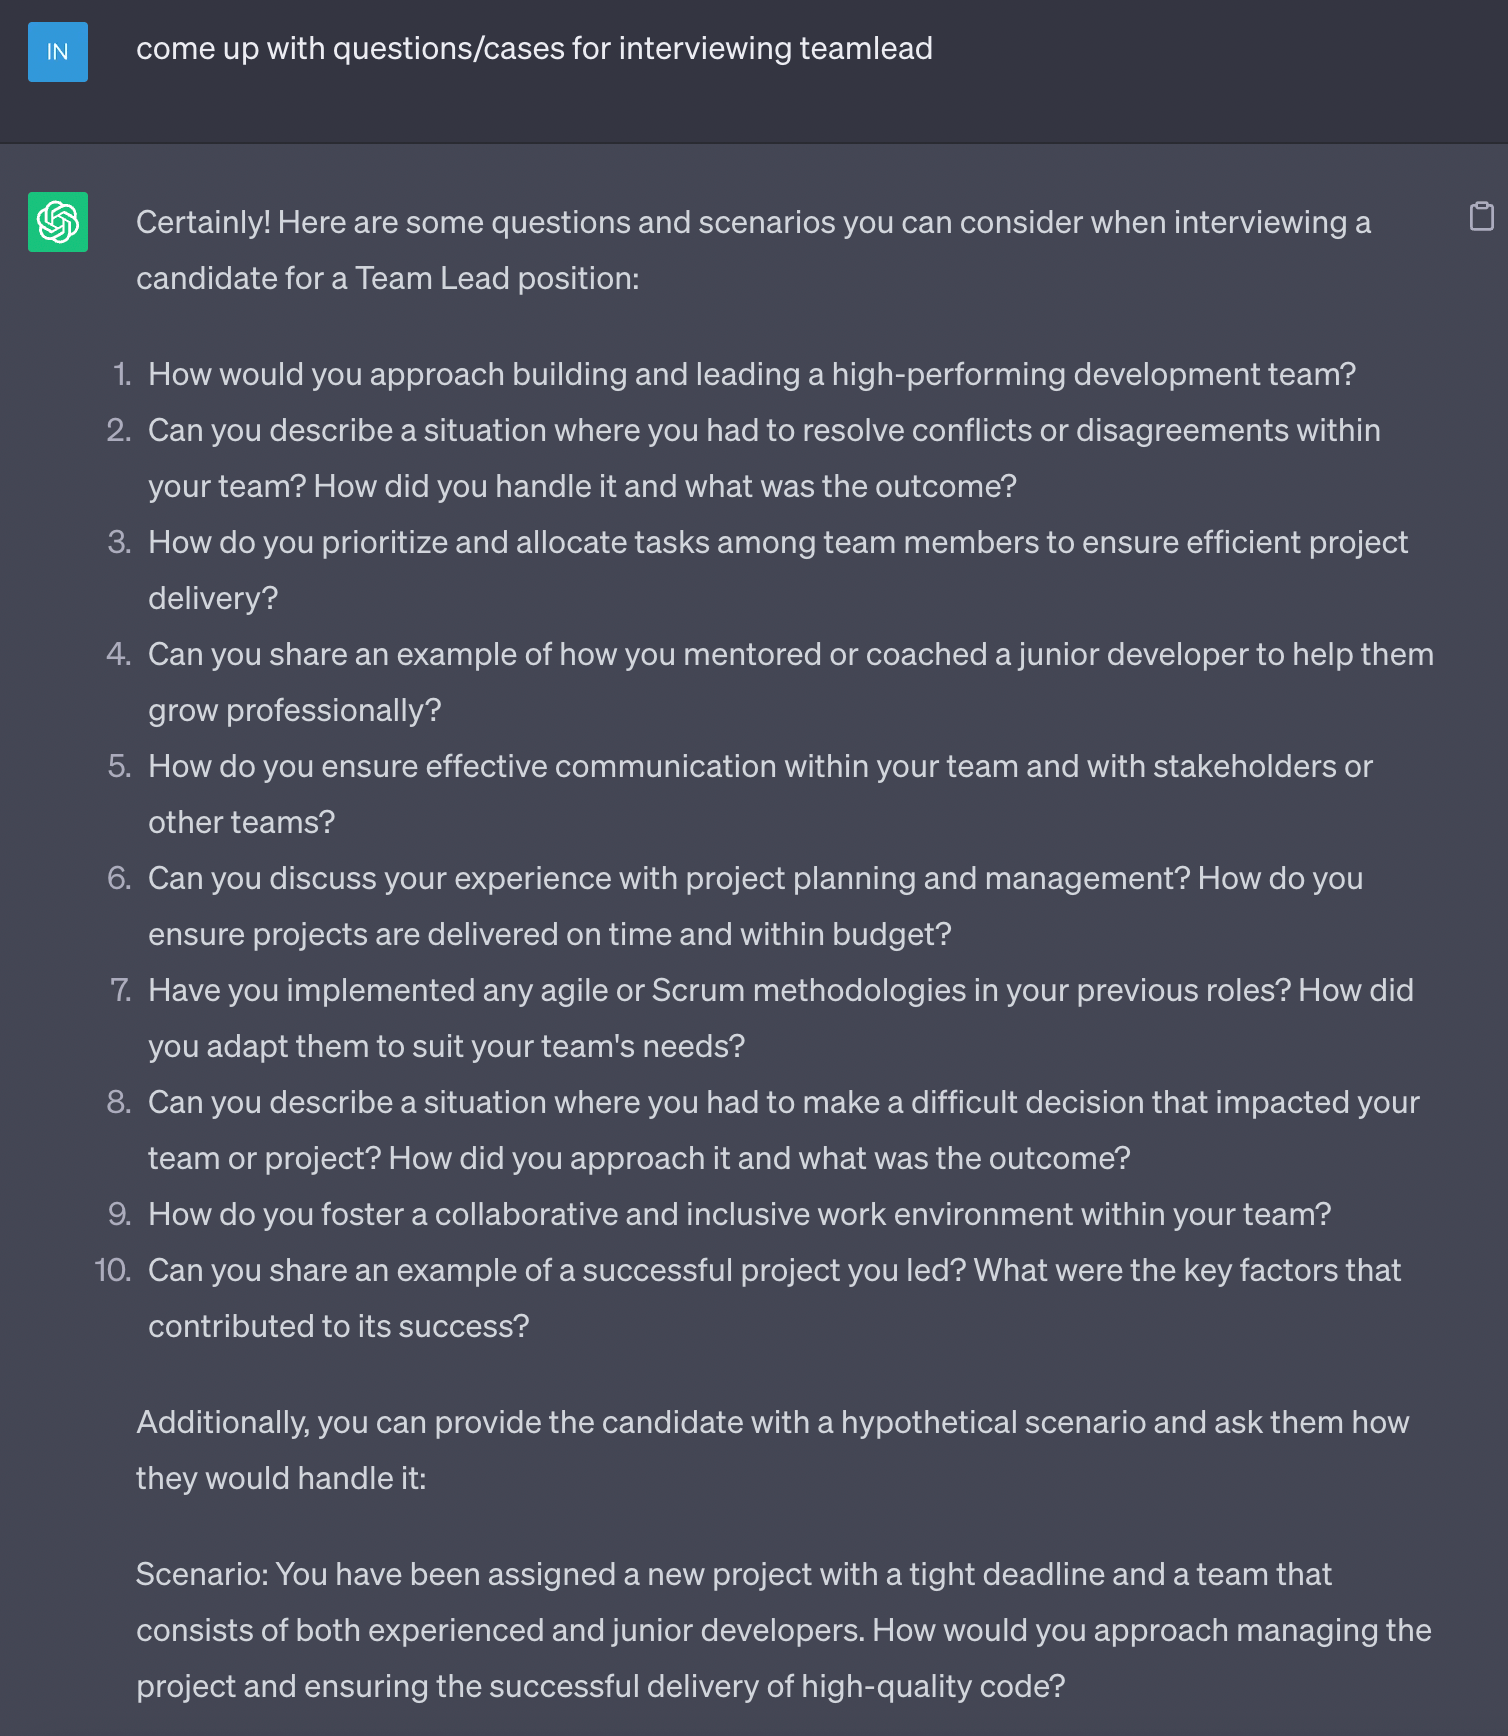 IN
come up with questions/cases for interviewing teamlead
Certainly! Here are some questions and scenarios you can consider when interviewing a
candidate for a Team Lead position:
1. How would you approach building and leading a high-performing development team?
2. Can you describe a situation where you had to resolve conflicts or disagreements within
your team? How did you handle it and what was the outcome?
3. How do you prioritize and allocate tasks among team members to ensure efficient project
delivery?
4. Can you share an example of how you mentored or coached a junior developer to help them
grow professionally?
5. How do you ensure effective communication within your team and with stakeholders or
other teams?
6. Can you discuss your experience with project planning and management? How do you
ensure projects are delivered on time and within budget?
7. Have you implemented any agile or Scrum methodologies in your previous roles? How did
you adapt them to suit your team's needs?
8. Can you describe a situation where you had to make a difficult decision that impacted your
team or project? How did you approach it and what was the outcome?
9. How do you foster a collaborative and inclusive work environment within your team?
10. Can you share an example of a successful project you led? What were the key factors that
contributed to its success?
Additionally, you can provide the candidate with a hypothetical scenario and ask them how
they would handle it:
Scenario: You have been assigned a new project with a tight deadline and a team that
consists of both experienced and junior developers. How would you approach managing the
project and ensuring the successful delivery of high-quality code?